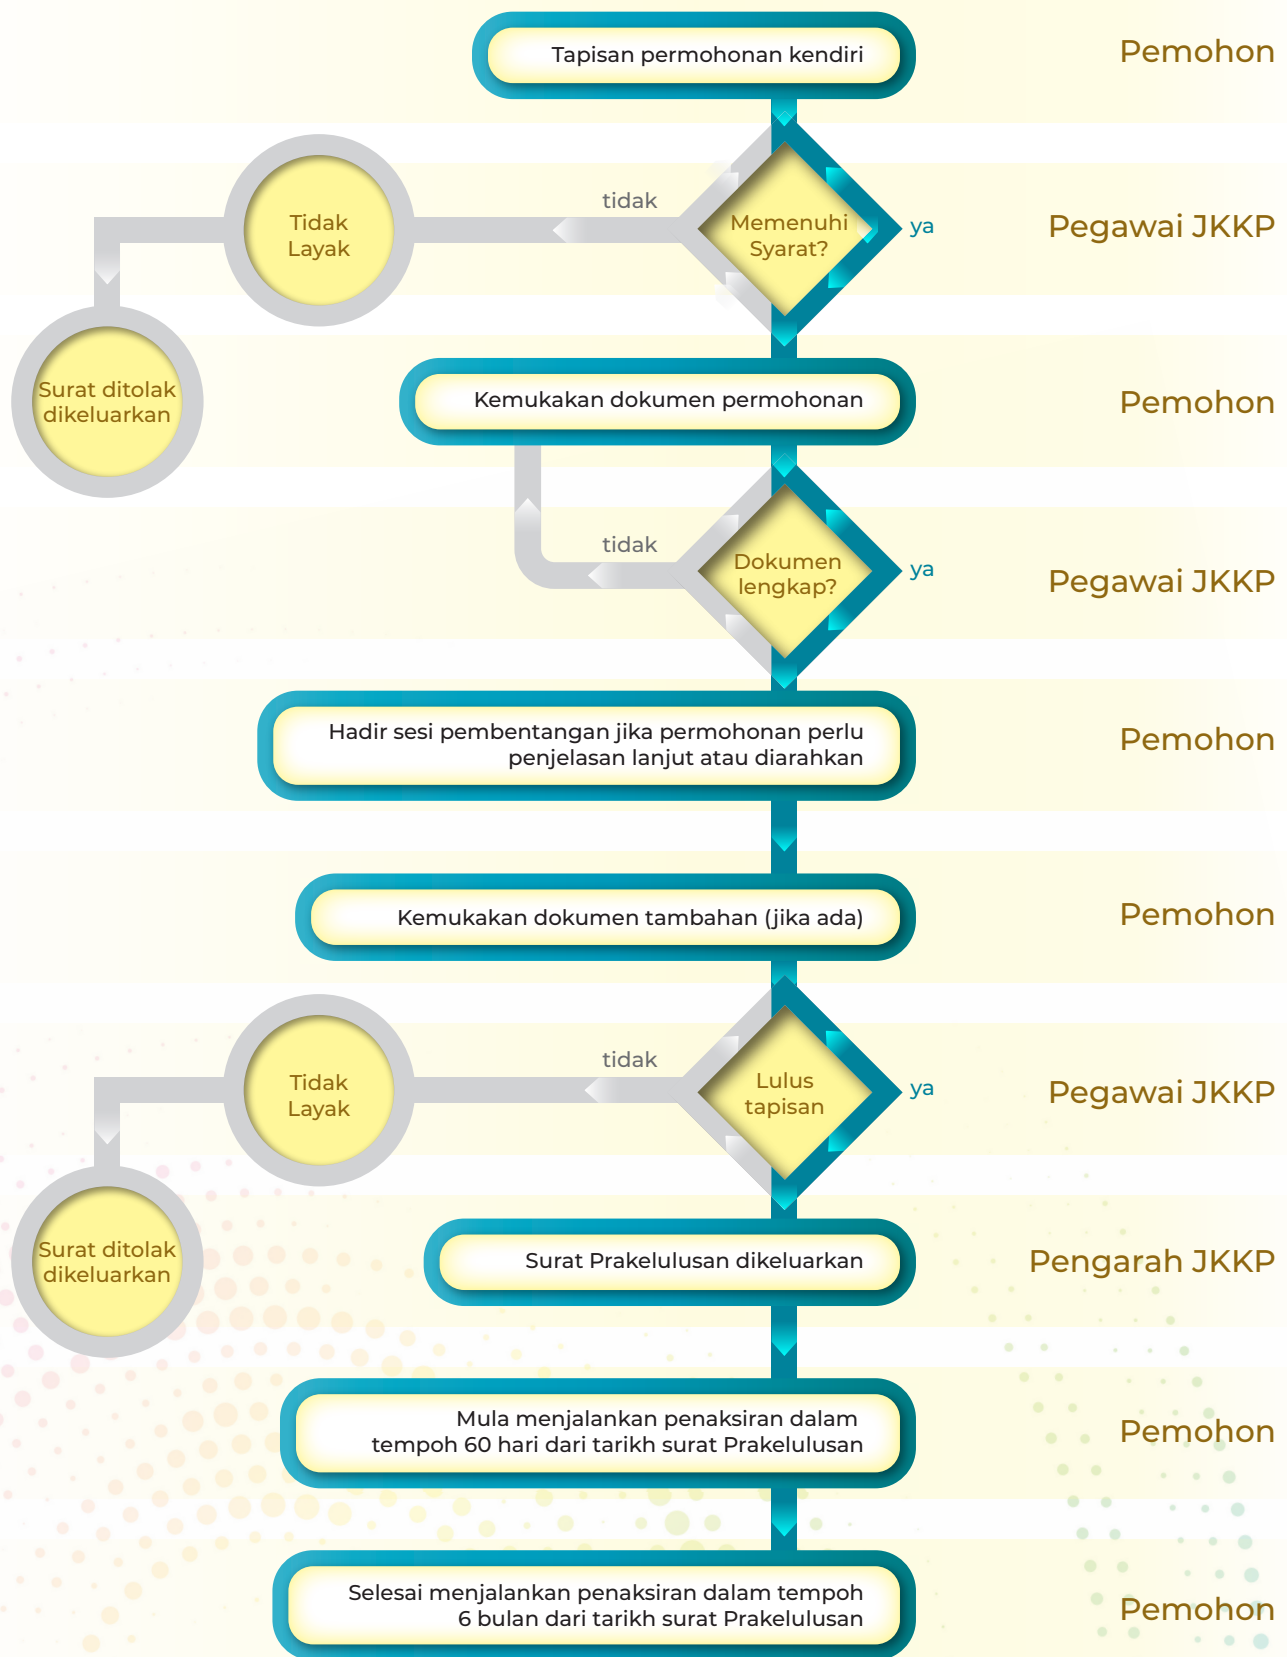 Tapisan permohonan kendiri
Pemohon
tidak
Tidak
Layak
Memenuhi
Syarat?
ya
Pegawai JKKP
Surat ditolak
dikeluarkan
Kemukakan dokumen permohonan
Pemohon
tidak
Dokumen
lengkap?
ya
Pegawai JKKP
Hadir sesi pembentangan jika permohonan perlu
penjelasan lanjut atau diarahkan
Pemohon
Kemukakan dokumen tambahan (jika ada)
Pemohon
tidak
Tidak
Layak
Lulus
tapisan
ya
Pegawai JKKP
Surat ditolak
dikeluarkan
Surat Prakelulusan dikeluarkan
Pengarah JKKP
Mula menjalankan penaksiran dalam
tempoh 60 hari dari tarikh surat Prakelulusan
Pemohon
Selesai menjalankan penaksiran dalam tempoh
6 bulan dari tarikh surat Prakelulusan
Pemohon